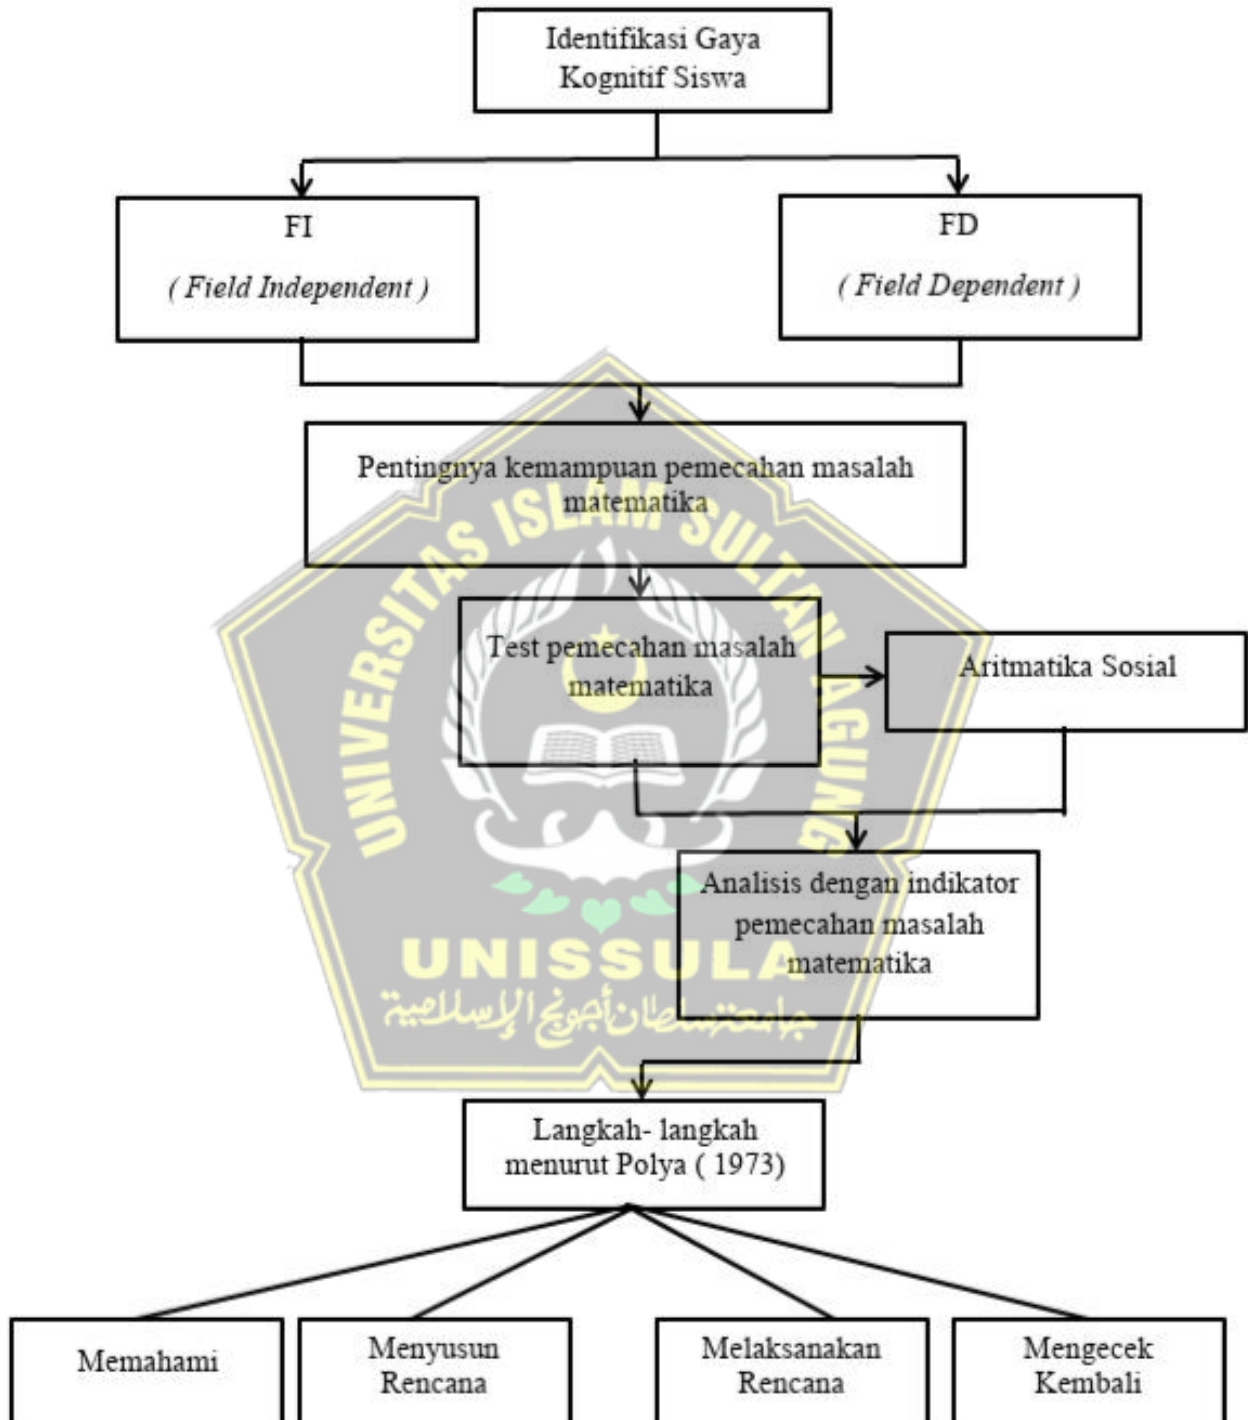 Identifikasi Gaya
Kognitif Siswa
FI
( Field Independent )
FD
( Field Dependent )
Pentingnya kemampuan pemecahan masalah
matematika
Test pemecahan masalah
matematika
Aritmatika Sosial
Analisis dengan indikator
pemecahan masalah
matematika
Langkah- langkah
menurut Polya ( 1973)
Memahami
Menyusun
Rencana
Melaksanakan
Rencana
Mengecek
Kembali
UNIVERSITAS ISLAM SULTAN AGUNG
UNISSULA
جامعة سلطان أجونج الإسلامية